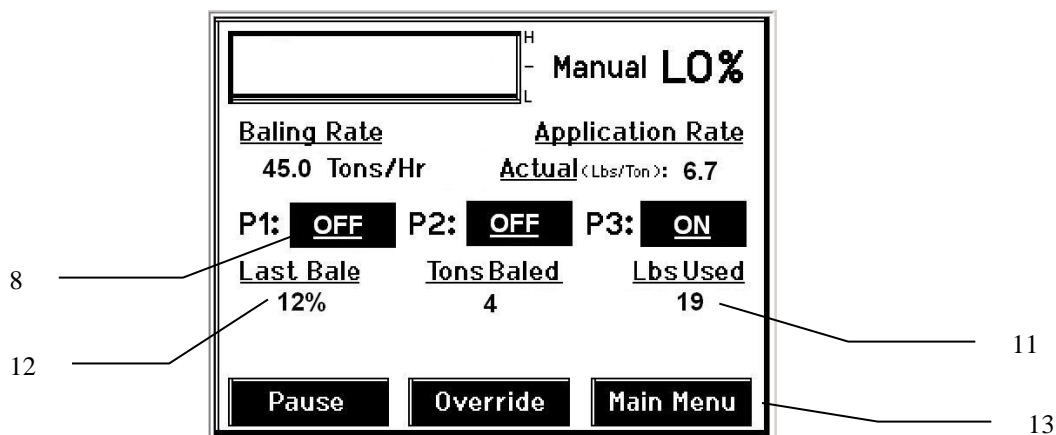 H
-
L
Manual LO%
Baling Rate Application Rate
45.0 Tons/Hr Actual (Lbs/Ton): 6.7
P1: OFF P2: OFF P3: ON
8
Last Bale Tons Baled Lbs Used
12% 4 19
12
11
Pause Override Main Menu
13